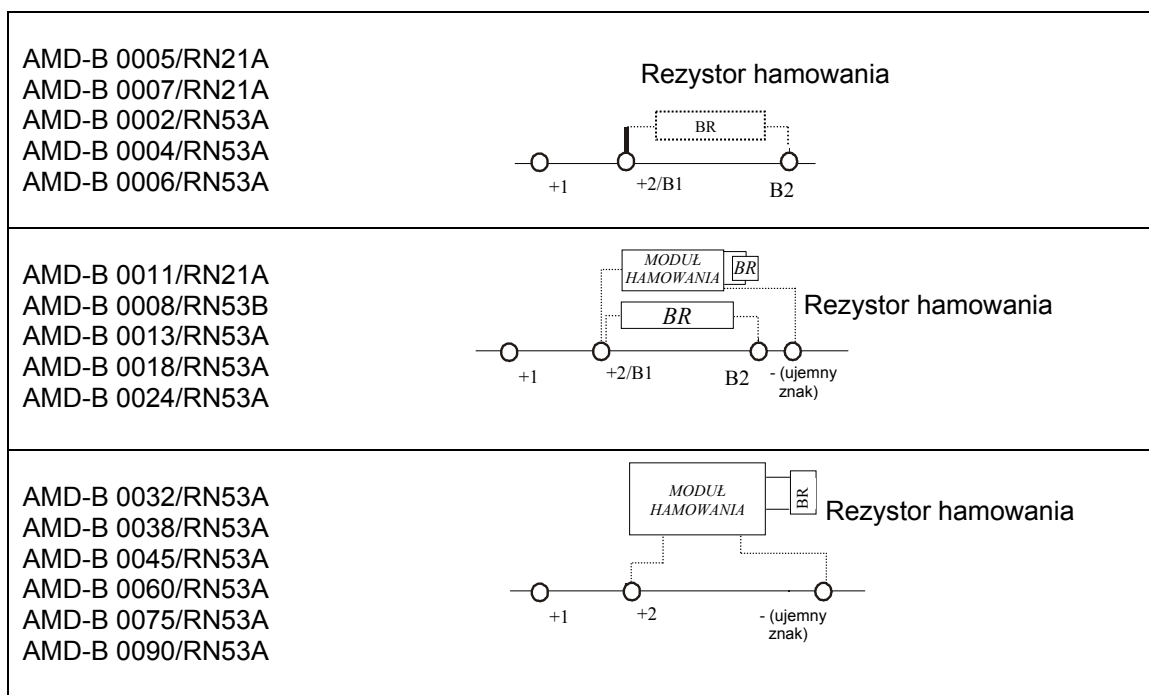 AMD-B 0005/RN21A
AMD-B 0007/RN21A
AMD-B 0002/RN53A
AMD-B 0004/RN53A
AMD-B 0006/RN53A
Rezystor hamowania
BR
+1
+2/B1
B2
AMD-B 0011/RN21A
AMD-B 0008/RN53B
AMD-B 0013/RN53A
AMD-B 0018/RN53A
AMD-B 0024/RN53A
MODUŁ
HAMOWANIA
BR
Rezystor hamowania
BR
+1
+2/B1
B2
- (ujemny
znak)
AMD-B 0032/RN53A
AMD-B 0038/RN53A
AMD-B 0045/RN53A
AMD-B 0060/RN53A
AMD-B 0075/RN53A
AMD-B 0090/RN53A
MODUŁ
HAMOWANIA
BR
Rezystor hamowania
+1
+2
- (ujemny
znak)